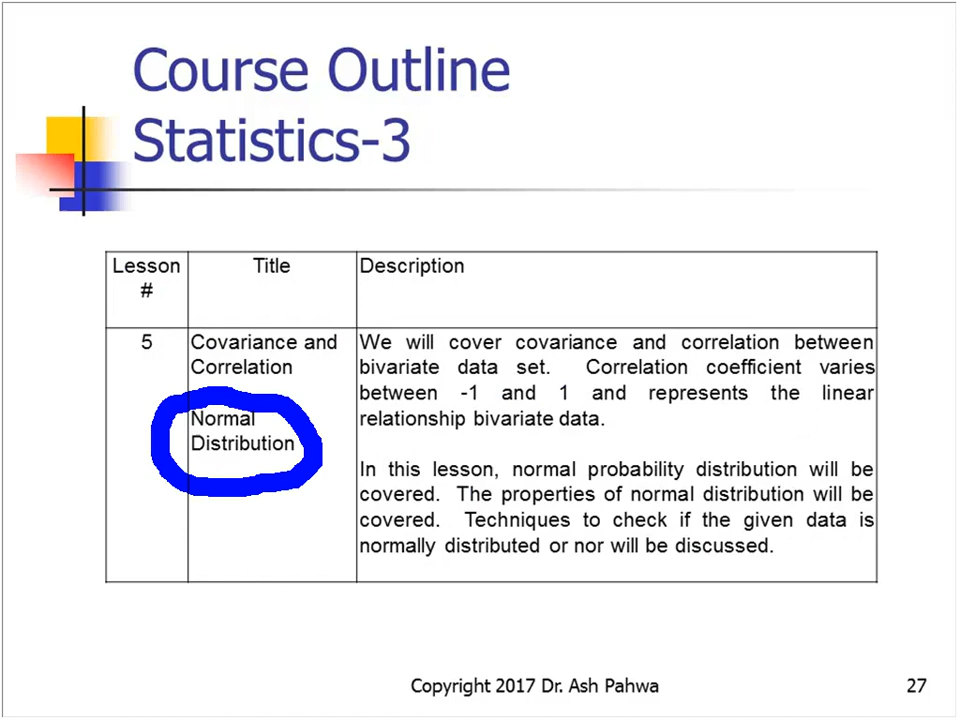 Course Outline
Statistics-3
Lesson
#
Title
Description
5
Covariance and
Correlation
Normal
Distribution
We will cover covariance and correlation between
bivariate data set. Correlation coefficient varies
between -1 and 1 and represents the linear
relationship bivariate data.
In this lesson, normal probability distribution will be
covered. The properties of normal distribution will be
covered. Techniques to check if the given data is
normally distributed or nor will be discussed.
Copyright 2017 Dr. Ash Pahwa
27